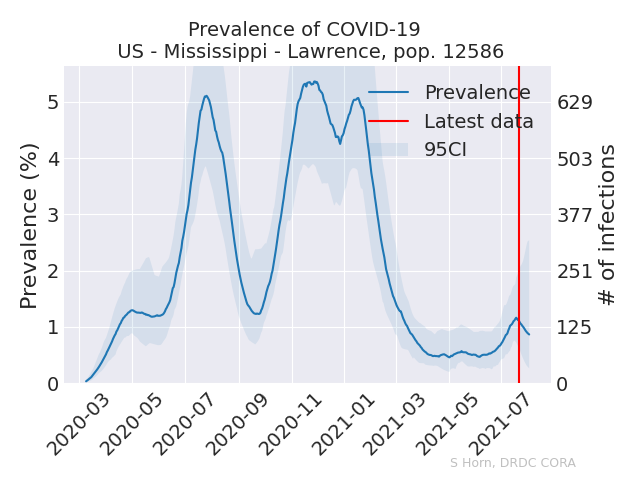 Prevalence of COVID-19
US - Mississippi - Lawrence, pop. 12586
Prevalence
Latest data
95CI
Prevalence (%)
5
4
3
2
1
0
# of infections
629
503
377
251
125
0
2020-03
2020-05
2020-07
2020-09
2020-11
2021-01
2021-03
2021-05
2021-07
S Horn, DRDC CORA